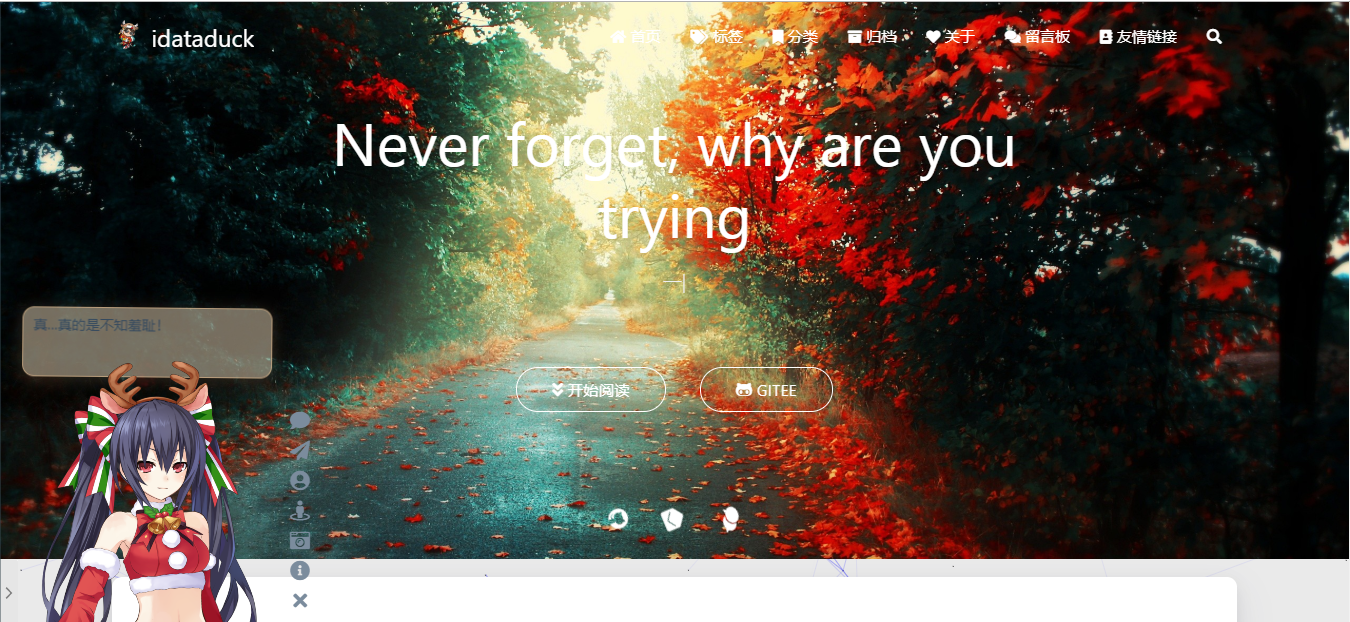 idataduck
首页
标签
分类
归档
关于
留言板
友情链接
Never forget, why are you
trying
真…真的是不知羞耻！
开始阅读
GITEE